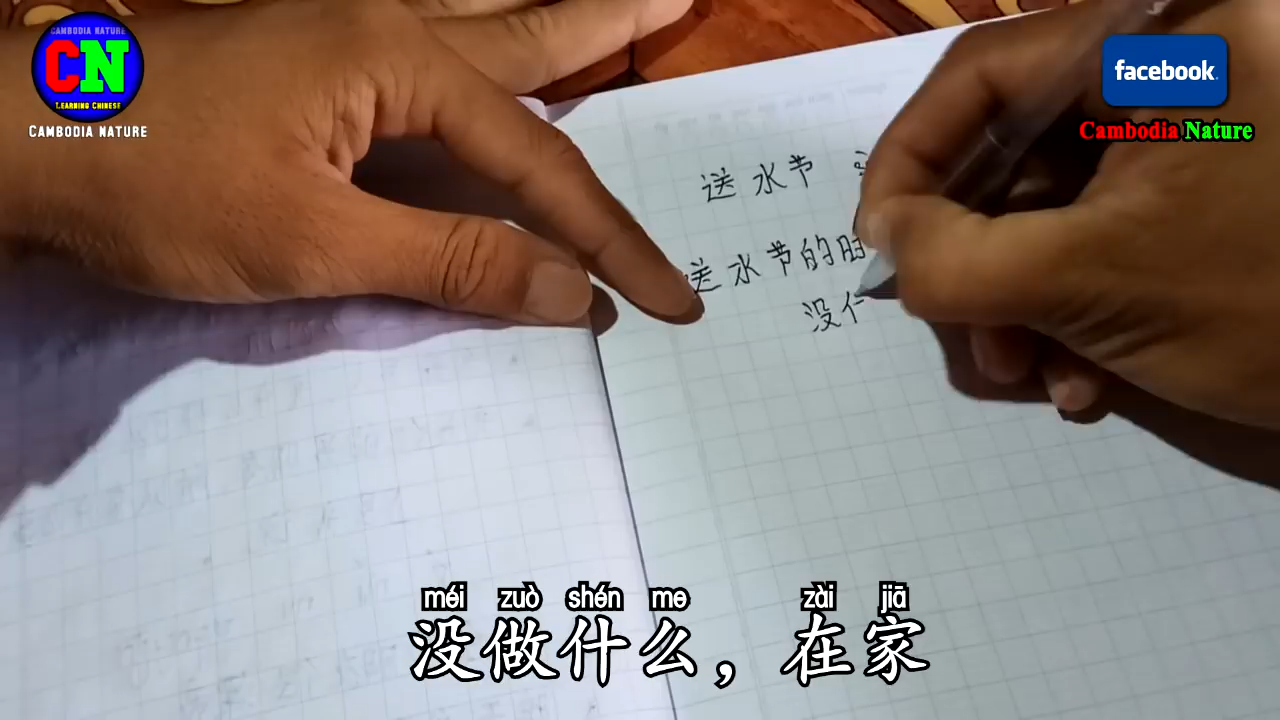 CAMBODIA NATURE
CN
LEARNING CHINESE
CAMBODIA NATURE
facebook
Cambodia Nature
送水节
送水节的时
没亻
méi zuò shén me zài jiā
没做什么，在家